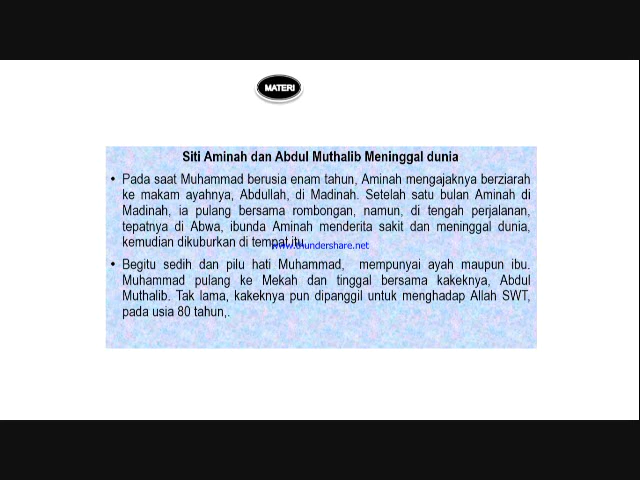 MATERI
Siti Aminah dan Abdul Muthalib Meninggal dunia
• Pada saat Muhammad berusia enam tahun, Aminah mengajaknya berziarah
ke makam ayahnya, Abdullah, di Madinah. Setelah satu bulan Aminah di
Madinah, ia pulang bersama rombongan, namun, di tengah perjalanan,
tepatnya di Abwa, ibunda Aminah menderita sakit dan meninggal dunia,
kemudian dikuburkan di tempat itu.
www.thundershare.net
• Begitu sedih dan pilu hati Muhammad, mempunyai ayah maupun ibu.
Muhammad pulang ke Mekah dan tinggal bersama kakeknya, Abdul
Muthalib. Tak lama, kakeknya pun dipanggil untuk menghadap Allah SWT,
pada usia 80 tahun,.